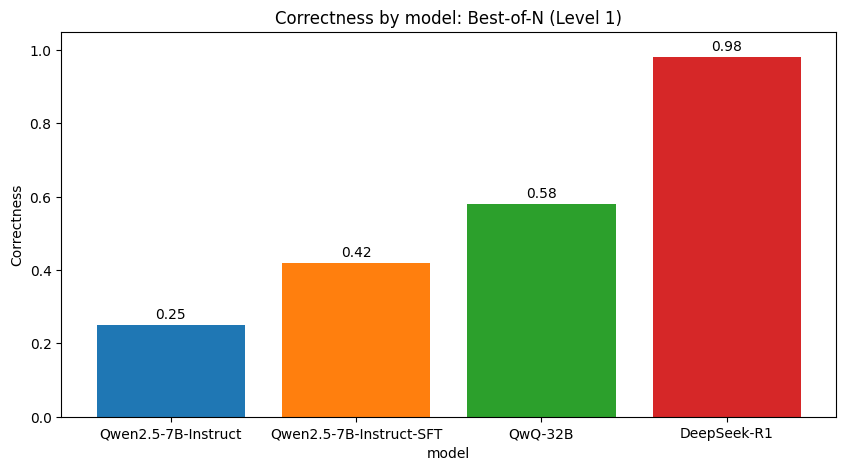 Correctness by model: Best-of-N (Level 1)
Correctness
1.0
0.8
0.6
0.4
0.2
0.0
0.25
0.42
0.58
0.98
Qwen2.5-7B-Instruct
Qwen2.5-7B-Instruct-SFT
QwQ-32B
DeepSeek-R1
model